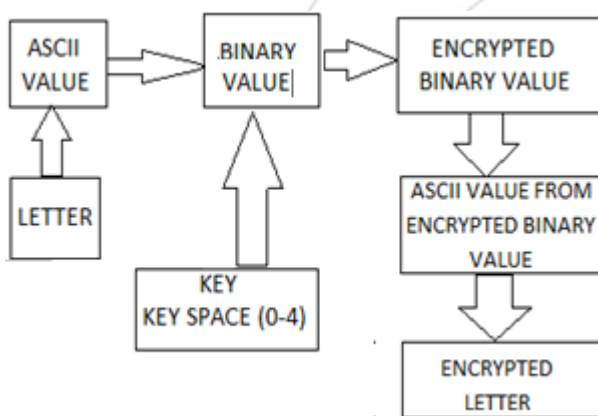 ASCII
VALUE
.BINARY
VALUE
ENCRYPTED
BINARY VALUE
LETTER
KEY
KEY SPACE (0-4)
ASCII VALUE FROM
ENCRYPTED BINARY
VALUE
ENCRYPTED
LETTER